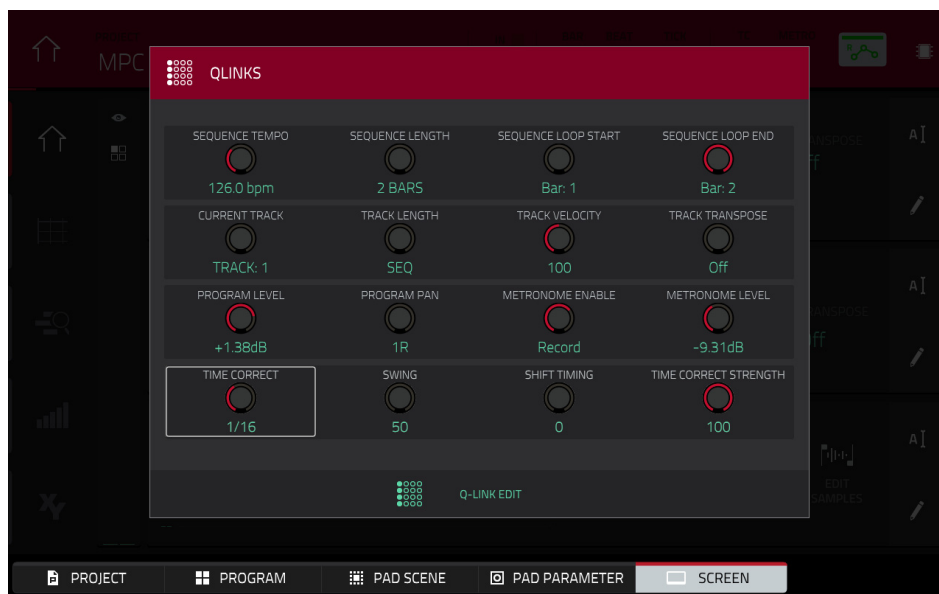 MPC
QLINKS
SEQUENCE TEMPO SEQUENCE LENGTH SEQUENCE LOOP START SEQUENCE LOOP END
126.0 bpm 2 BARS Bar: 1 Bar: 2
CURRENT TRACK TRACK LENGTH TRACK VELOCITY TRACK TRANSPOSE
TRACK: 1 SEQ 100 Off
PROGRAM LEVEL PROGRAM PAN METRONOME ENABLE METRONOME LEVEL
+1.38dB 1R Record -9.31dB
TIME CORRECT SWING SHIFT TIMING TIME CORRECT STRENGTH
1/16 50 0 100
Q-LINK EDIT
EDIT
SAMPLES
PROJECT PROGRAM PAD SCENE PAD PARAMETER SCREEN